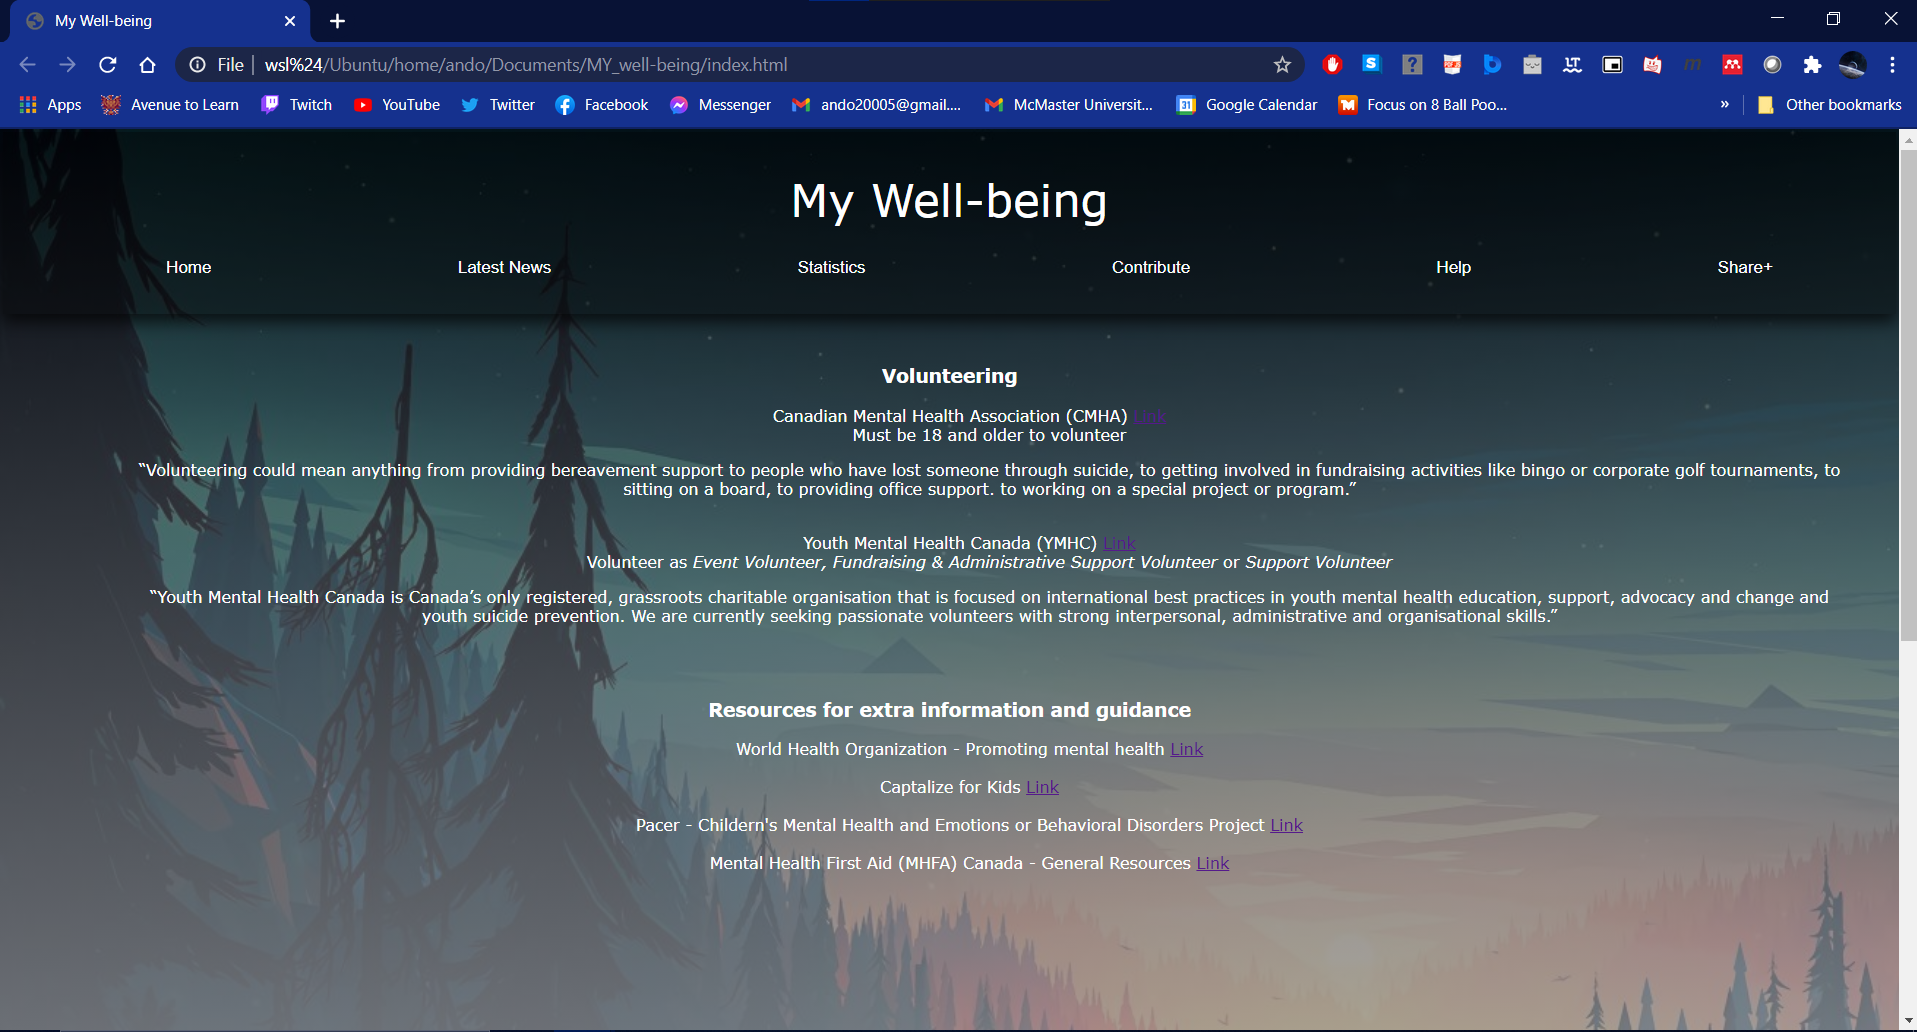 My Well-being
File | wsl%24/Ubuntu/home/ando/Documents/MY_well-being/index.html
Apps Avenue to Learn Twitch YouTube Twitter Facebook Messenger ando20005@gmail.... McMaster Universit... Google Calendar Focus on 8 Ball Poo... » Other bookmarks
My Well-being
Home Latest News Statistics Contribute Help Share+
Volunteering
Canadian Mental Health Association (CMHA) Link
Must be 18 and older to volunteer
“Volunteering could mean anything from providing bereavement support to people who have lost someone through suicide, to getting involved in fundraising activities like bingo or corporate golf tournaments, to
sitting on a board, to providing office support. to working on a special project or program.”
Youth Mental Health Canada (YMHC) Link
Volunteer as Event Volunteer, Fundraising & Administrative Support Volunteer or Support Volunteer
“Youth Mental Health Canada is Canada’s only registered, grassroots charitable organisation that is focused on international best practices in youth mental health education, support, advocacy and change and
youth suicide prevention. We are currently seeking passionate volunteers with strong interpersonal, administrative and organisational skills.”
Resources for extra information and guidance
World Health Organization - Promoting mental health Link
Captalize for Kids Link
Pacer - Childern's Mental Health and Emotions or Behavioral Disorders Project Link
Mental Health First Aid (MHFA) Canada - General Resources Link